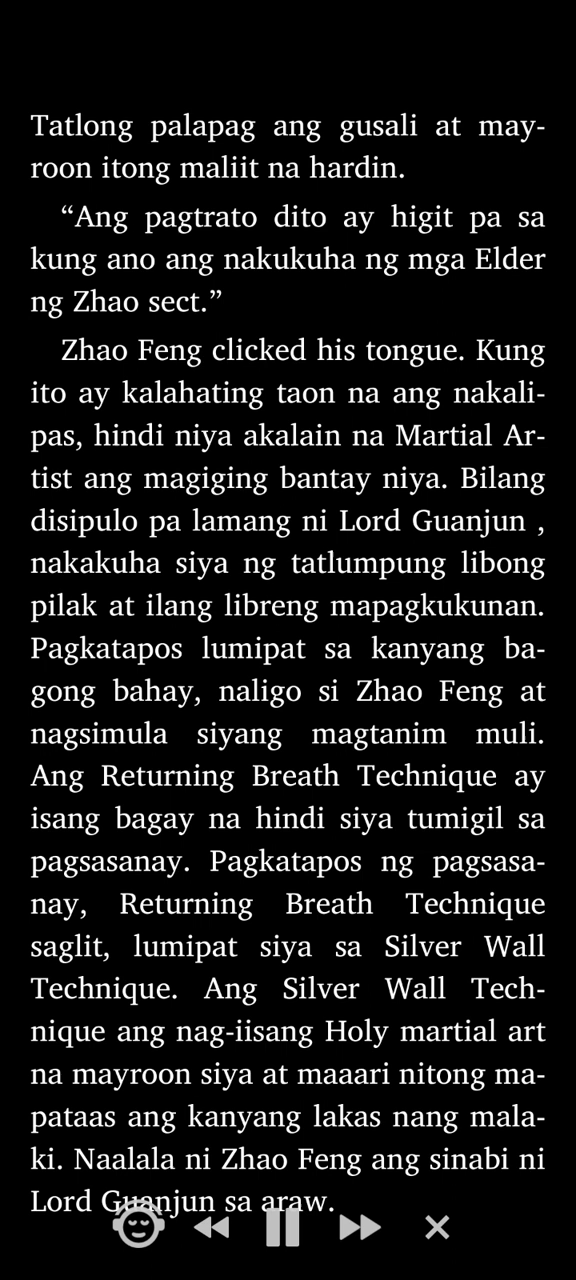 Tatlong palapag ang gusali at may-
roon itong maliit na hardin.
“Ang pagtrato dito ay higit pa sa
kung ano ang nakukuha ng mga Elder
ng Zhao sect.”
Zhao Feng clicked his tongue. Kung
ito ay kalahating taon na ang nakali-
pas, hindi niya akalain na Martial Ar-
tist ang magiging bantay niya. Bilang
disipulo pa lamang ni Lord Guanjun ,
nakakuha siya ng tatlumpung libong
pilak at ilang libreng mapagkukunan.
Pagkatapos lumipat sa kanyang ba-
gong bahay, naligo si Zhao Feng at
nagsimula siyang magtanim muli.
Ang Returning Breath Technique ay
isang bagay na hindi siya tumigil sa
pagsasanay. Pagkatapos ng pagsasa-
nay, Returning Breath Technique
saglit, lumipat siya sa Silver Wall
Technique. Ang Silver Wall Tech-
nique ang nag-iisang Holy martial art
na mayroon siya at maaari nitong ma-
pataas ang kanyang lakas nang mala-
ki. Naalala ni Zhao Feng ang sinabi ni
Lord Guanjun sa araw.